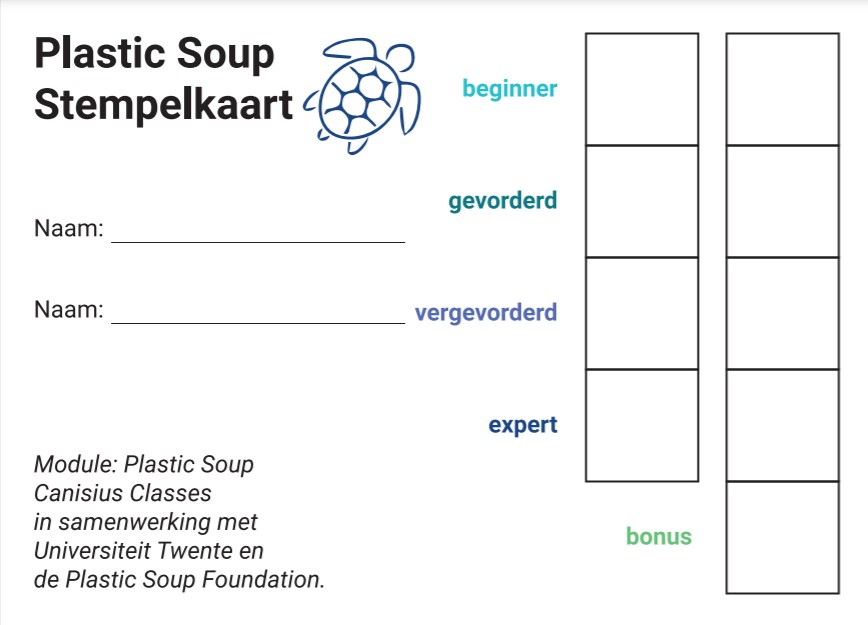 Plastic Soup
Stempelkaart
beginner
gevorderd
Naam:
Naam:
vergevorderd
expert
Module: Plastic Soup
Canisius Classes
in samenwerking met
Universiteit Twente en
de Plastic Soup Foundation.
bonus